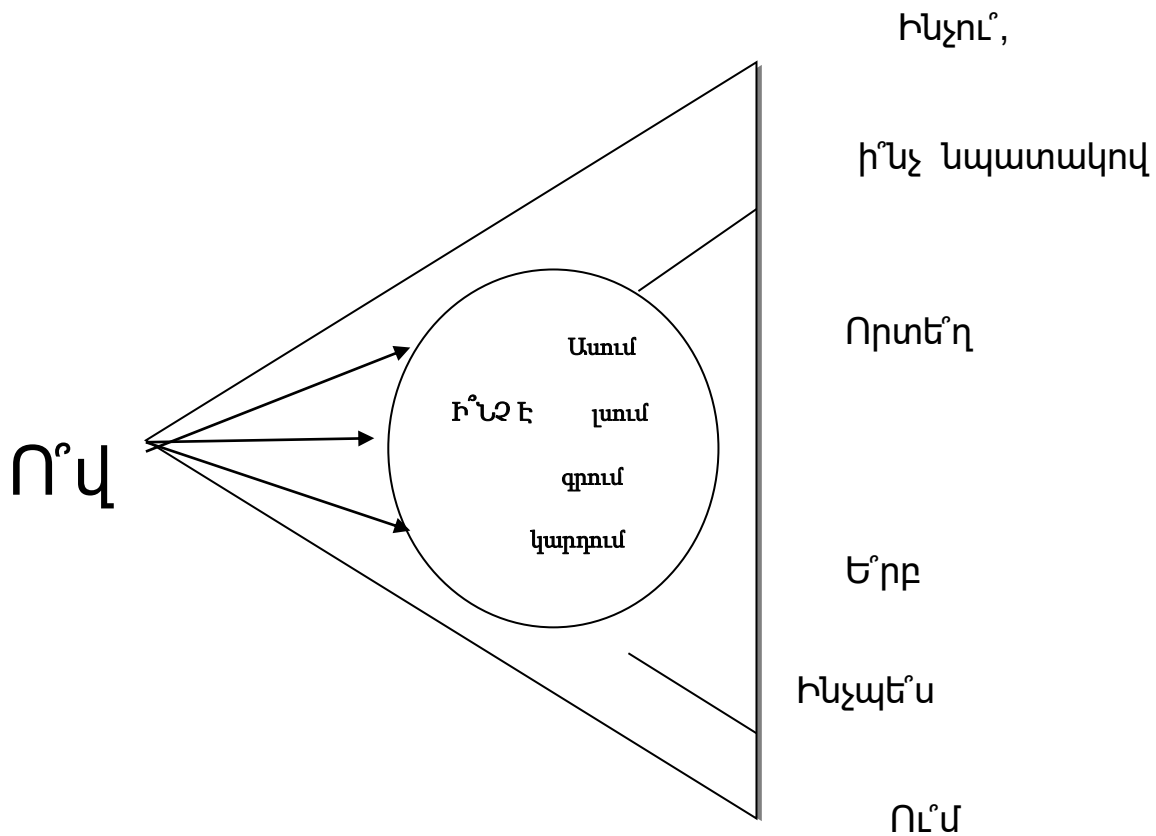 Ինչու՞,
ի՞նչ նպատակով
Որտե՞ղ
Ասում
Ի՞ՆՉ Է լսում
Ո՞վ
գրում
կարդում
Ե՞րբ
Ինչպե՞ս
Ու՞մ